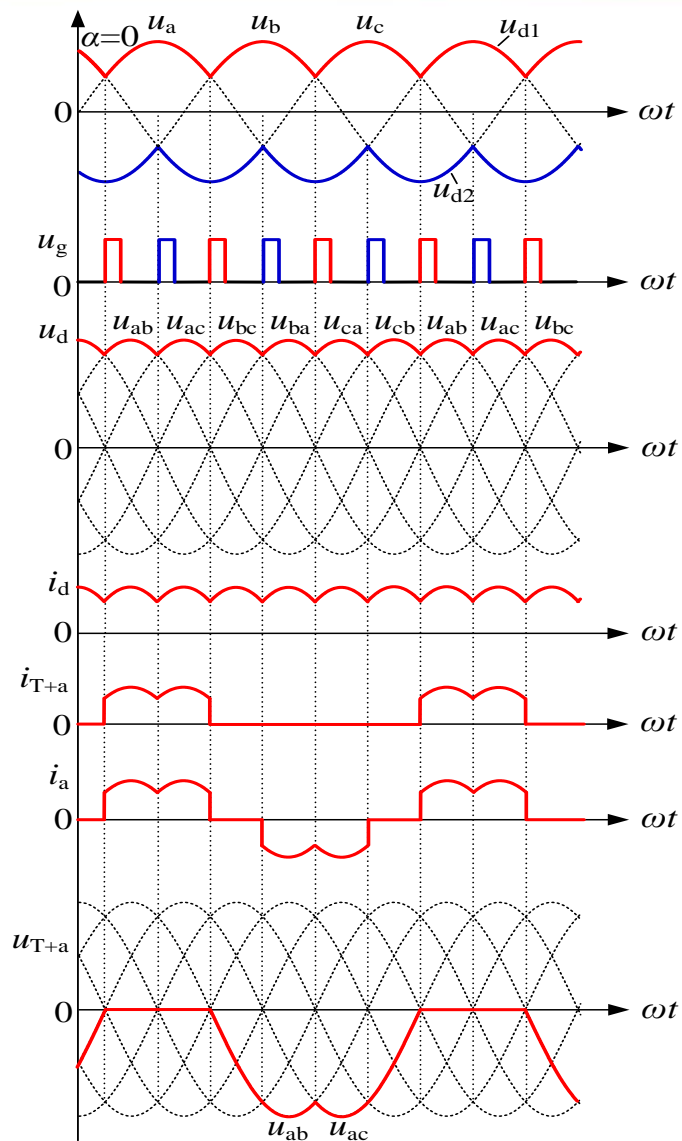 α=0 u_a u_b u_c u_d1
0 ωt
u_d2
u_g
0 ωt
u_d u_ab u_ac u_bc u_ba u_ca u_cb u_ab u_ac u_bc
0 ωt
i_d
0 ωt
i_T+a
0 ωt
i_a
0 ωt
u_T+a
0 ωt
u_ab u_ac